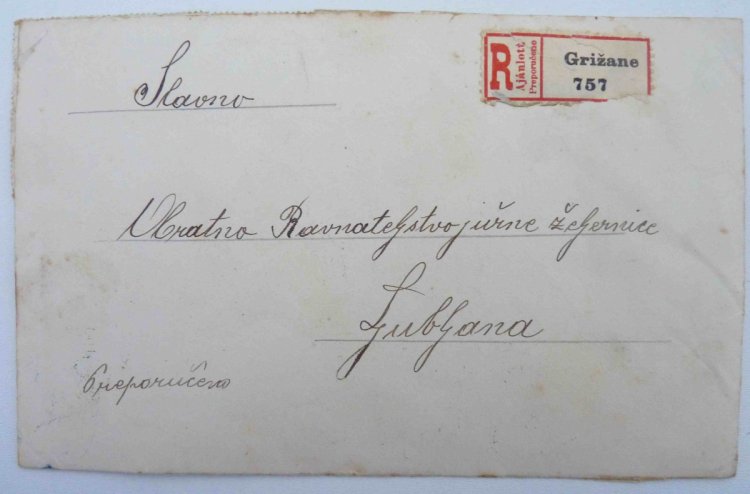 Slavno
R Ajánlott Preporučeno Grižane
757
Obratno Ravnateljstvo južne željeznice
Ljubljana
Preporučeno